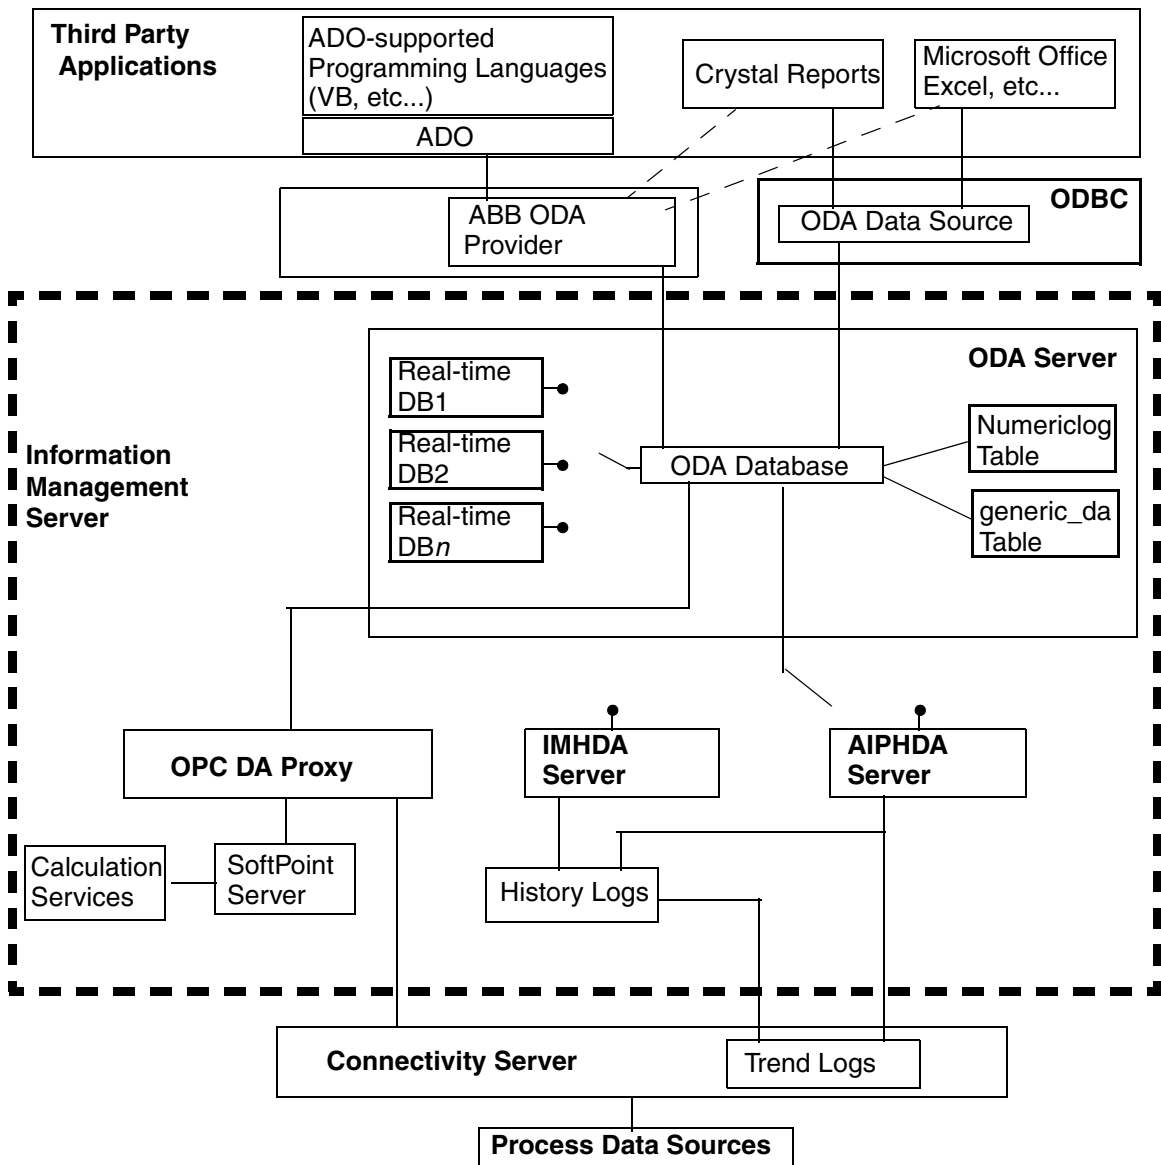 Third Party
Applications
ADO-supported
Programming Languages
(VB, etc...)
ADO
Crystal Reports
Microsoft Office
Excel, etc...
ABB ODA
Provider
ODBC
ODA Data Source
Information
Management
Server
ODA Server
Real-time
DB1
Real-time
DB2
Real-time
DBn
ODA Database
Numericlog
Table
generic_da
Table
OPC DA Proxy
IMHDA
Server
AIPHDA
Server
Calculation
Services
SoftPoint
Server
History Logs
Connectivity Server
Trend Logs
Process Data Sources